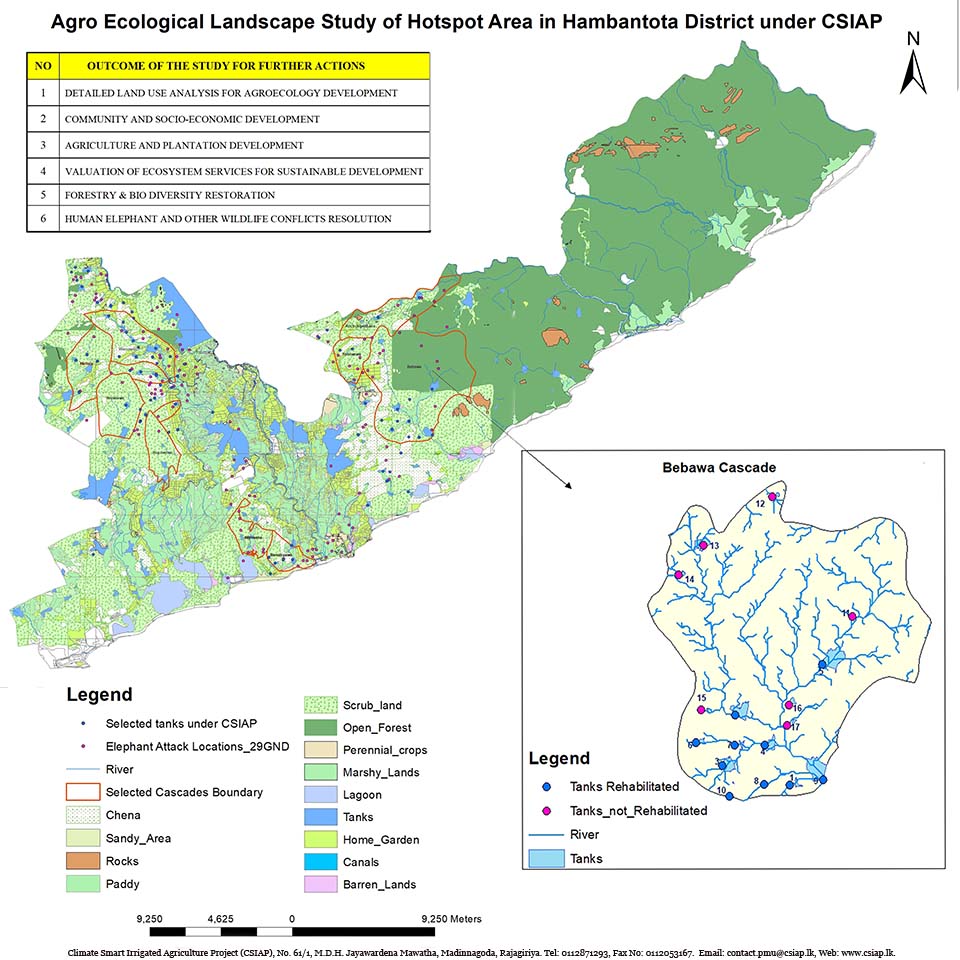 Agro Ecological Landscape Study of Hotspot Area in Hambantota District under CSIAP
N
NO OUTCOME OF THE STUDY FOR FURTHER ACTIONS
1 DETAILED LAND USE ANALYSIS FOR AGROECOLOGY DEVELOPMENT
2 COMMUNITY AND SOCIO-ECONOMIC DEVELOPMENT
3 AGRICULTURE AND PLANTATION DEVELOPMENT
4 VALUATION OF ECOSYSTEM SERVICES FOR SUSTAINABLE DEVELOPMENT
5 FORESTRY & BIO DIVERSITY RESTORATION
6 HUMAN ELEPHANT AND OTHER WILDLIFE CONFLICTS RESOLUTION
Bebawa Cascade
12
13
14
11
15
16
17
4
3
8
1
10
Legend
Tanks Rehabilitated
Tanks_not_Rehabilitated
River
Tanks
Legend
Selected tanks under CSIAP
Elephant Attack Locations_29GND
River
Selected Cascades Boundary
Chena
Sandy_Area
Rocks
Paddy
Scrub_land
Open_Forest
Perennial_crops
Marshy_Lands
Lagoon
Tanks
Home_Garden
Canals
Barren_Lands
9,250 4,625 0 9,250 Meters
Climate Smart Irrigated Agriculture Project (CSIAP), No. 61/1, M.D.H. Jayawardena Mawatha, Madinnagoda, Rajagiriya. Tel: 0112871293, Fax No: 0112053167. Email: contact.pmu@csiap.lk, Web: www.csiap.lk.